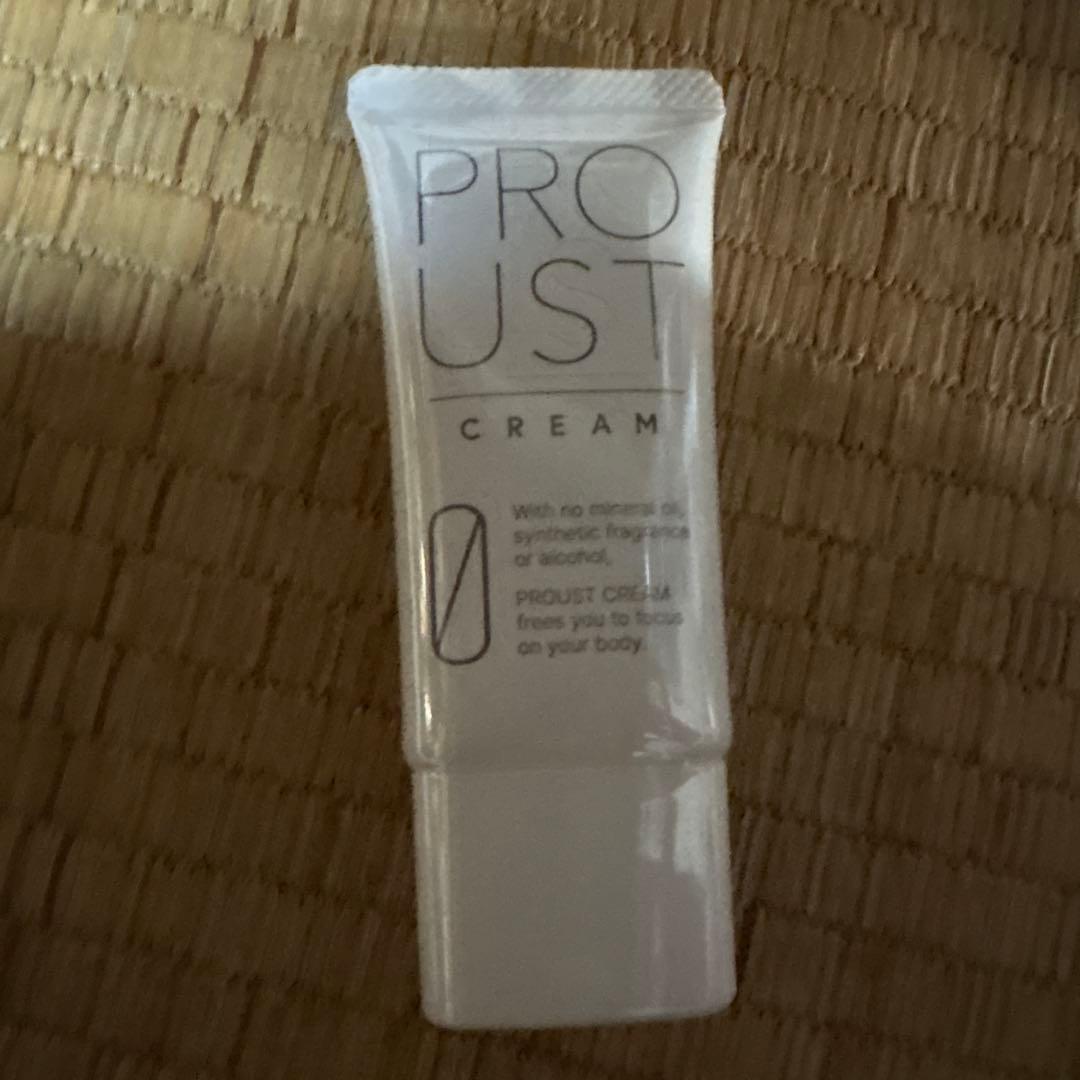 PRO
UST
CREAM
0
With no mineral oil,
synthetic fragrance
or alcohol,
PROUST CREAM
frees you to focus
on your body.